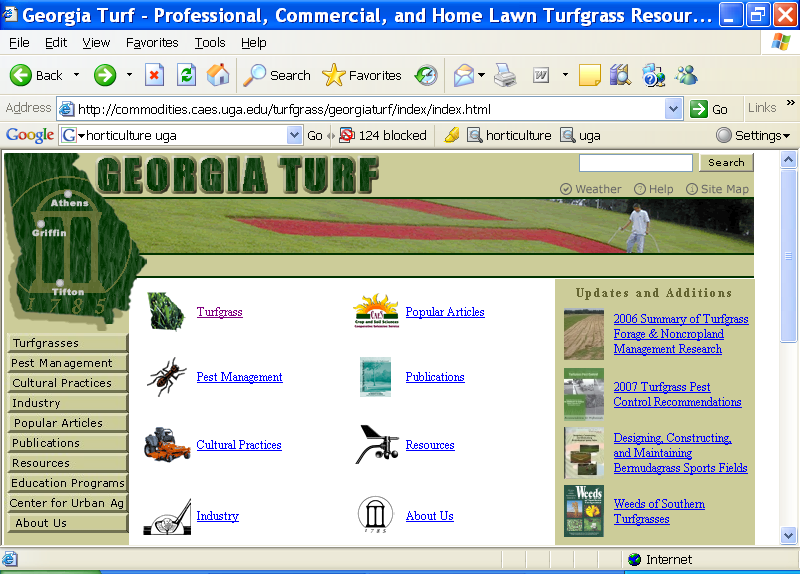 Georgia Turf - Professional, Commercial, and Home Lawn Turfgrass Resour...
File Edit View Favorites Tools Help
Back Search Favorites W
Address http://commodities.caes.uga.edu/turfgrass/georgiaturf/index/index.html Go Links »
Google G horticulture uga Go 124 blocked horticulture uga Settings
GEORGIA TURF
Search
Weather ? Help Site Map
Athens
Griffin
Tifton
1785
Turfgrasses
Pest Management
Cultural Practices
Industry
Popular Articles
Publications
Resources
Education Programs
Center for Urban Ag
About Us
Turfgrass
CAES
Crop and Soil Sciences
Cooperative Extension Service
Popular Articles
Pest Management
Publications
Cultural Practices
Resources
Industry
1785
About Us
Updates and Additions
2006 Summary of Turfgrass
Forage & Noncropland
Management Research
2007 Turfgrass Pest
Control Recommendations
Designing, Constructing,
and Maintaining
Bermudagrass Sports Fields
Weeds
Weeds of Southern
Turfgrasses
Internet